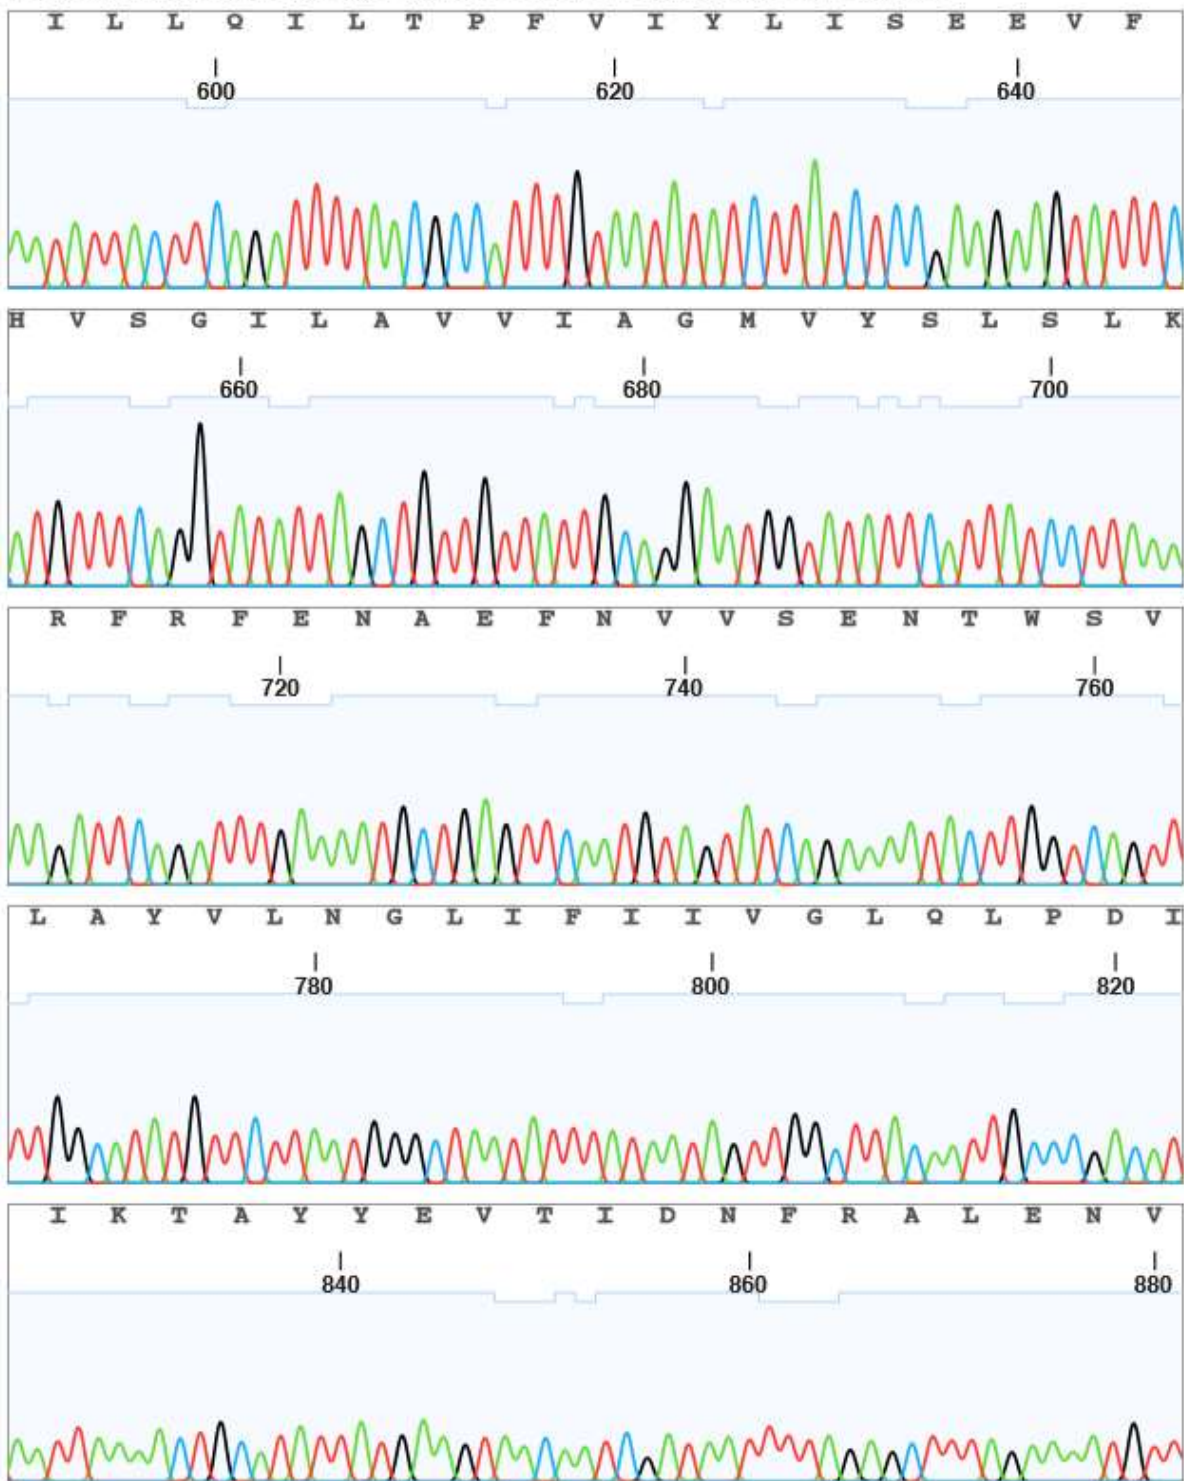 I L L Q I L T P F V I Y L I S E E V F
600 620 640
H V S G I L A V V I A G M V Y S L S L K
660 680 700
R F R F E N A E F N V V S E N T W S V
720 740 760
L A Y V L N G L I F I I V G L Q L P D I
780 800 820
I K T A Y Y E V T I D N F R A L E N V
840 860 880